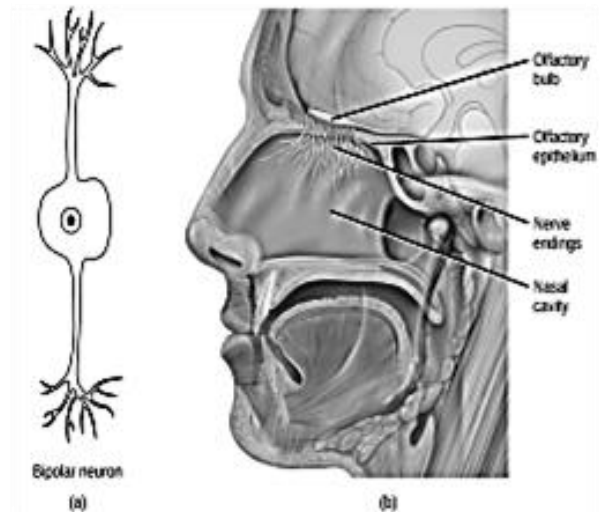 Olfactory
bulb
Olfactory
epithelium
Nerve
endings
Nasal
cavity
Bipolar neuron
(a)
(b)